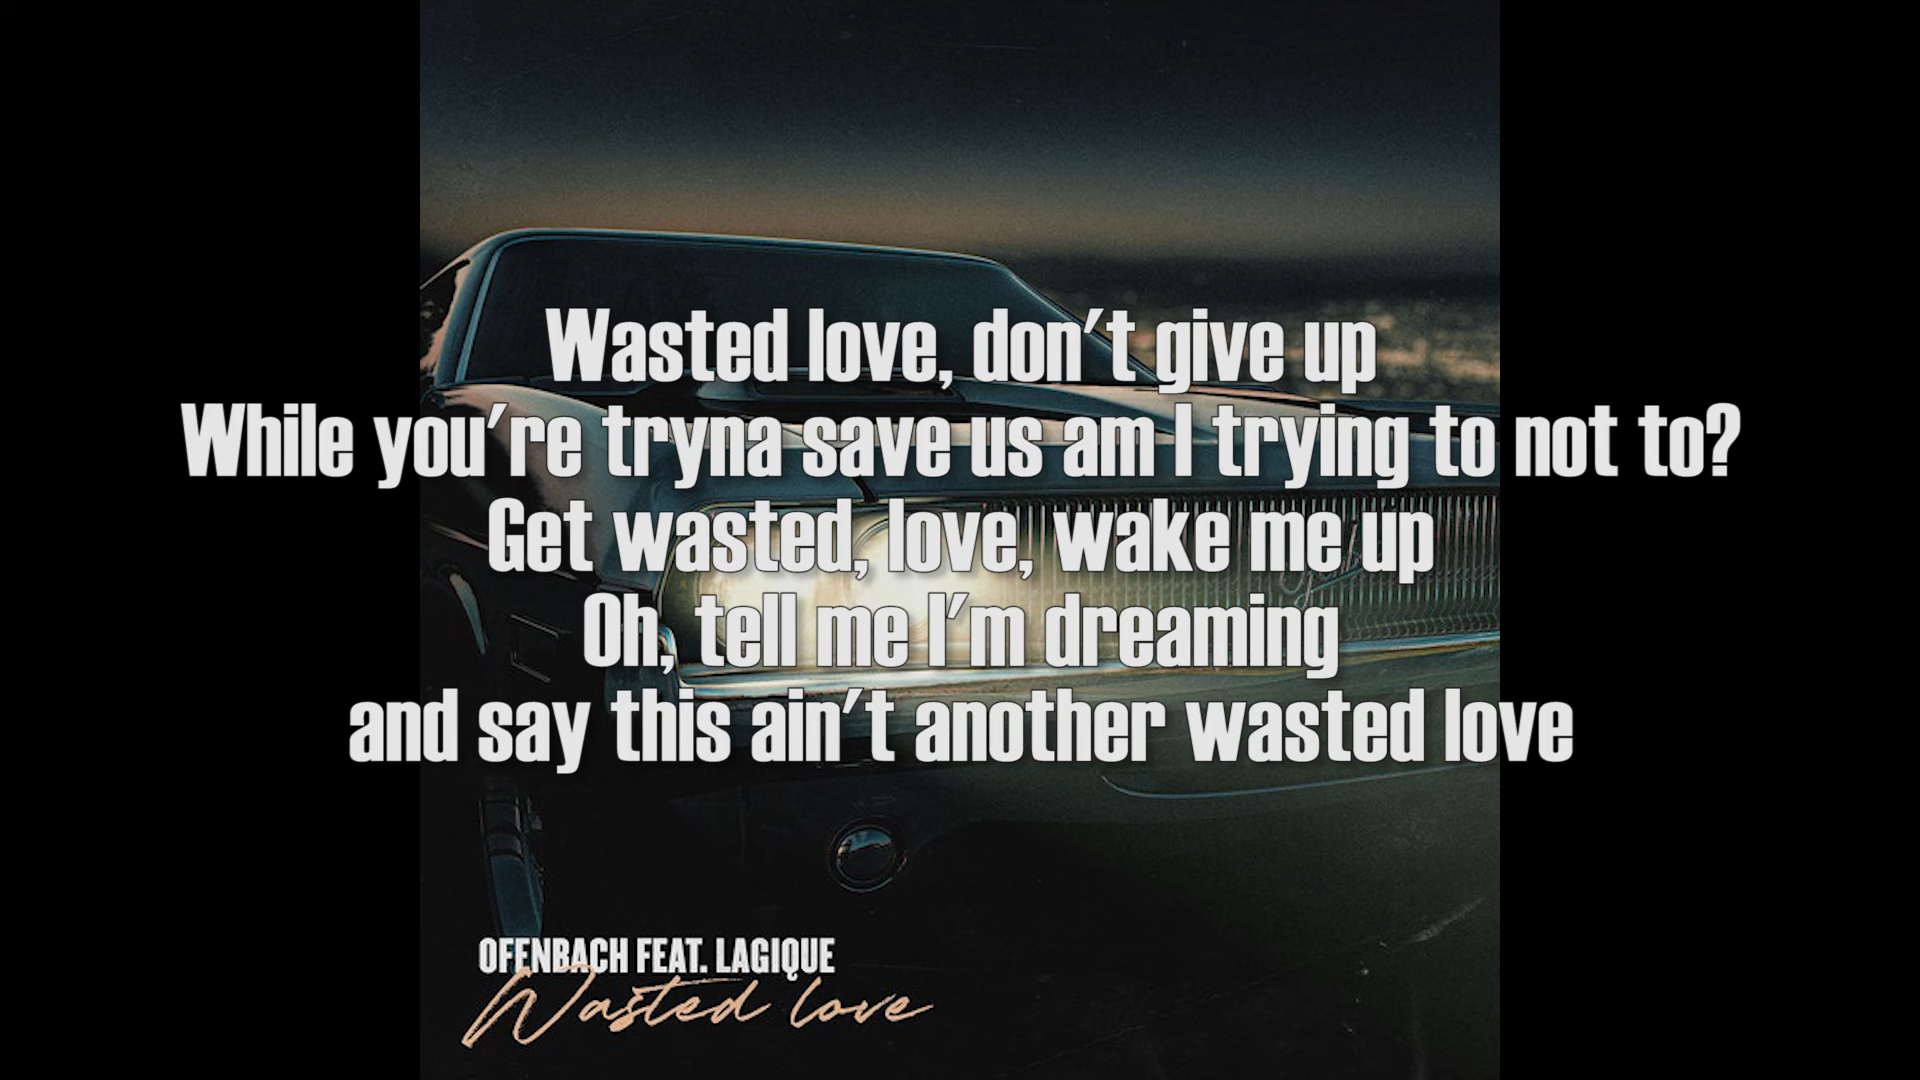 Wasted love, don't give up
While you're tryna save us am I trying to not to?
Get wasted, love, wake me up
Oh, tell me I'm dreaming
and say this ain't another wasted love
OFENBACH FEAT. LAGIQUE
Wasted love